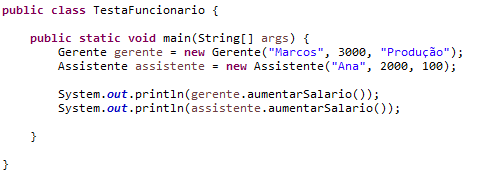 public class TestaFuncionario {
public static void main(String[] args) {
Gerente gerente = new Gerente("Marcos", 3000, "Produção");
Assistente assistente = new Assistente("Ana", 2000, 100);
System.out.println(gerente.aumentarSalario());
System.out.println(assistente.aumentarSalario());
}
}